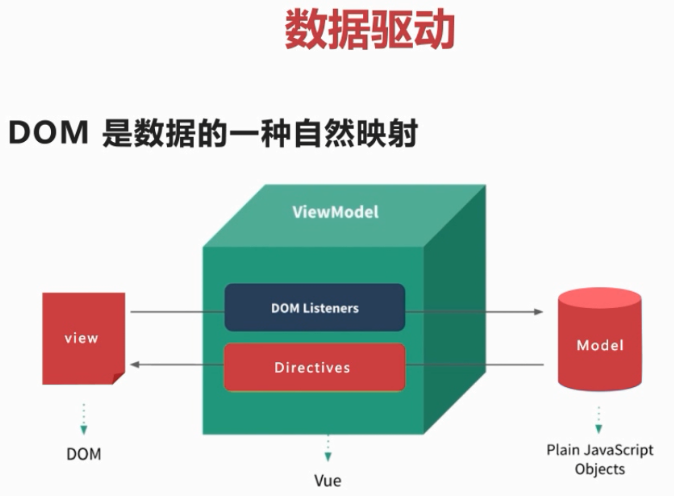 数据驱动
DOM 是数据的一种自然映射
ViewModel
DOM Listeners
view
Model
Directives
DOM
Vue
Plain JavaScript
Objects